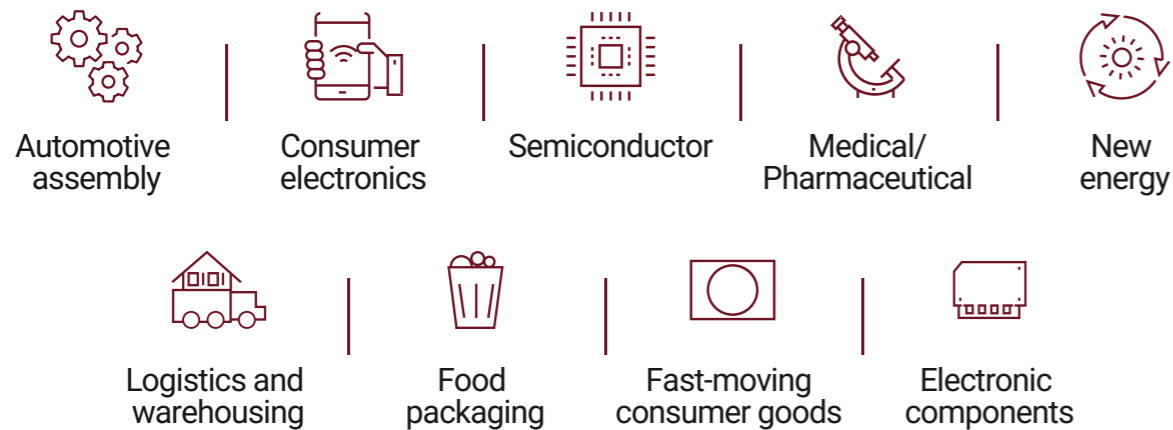 Automotive
assembly
Consumer
electronics
Semiconductor
Medical/
Pharmaceutical
New
energy
Logistics and
warehousing
Food
packaging
Fast-moving
consumer goods
Electronic
components